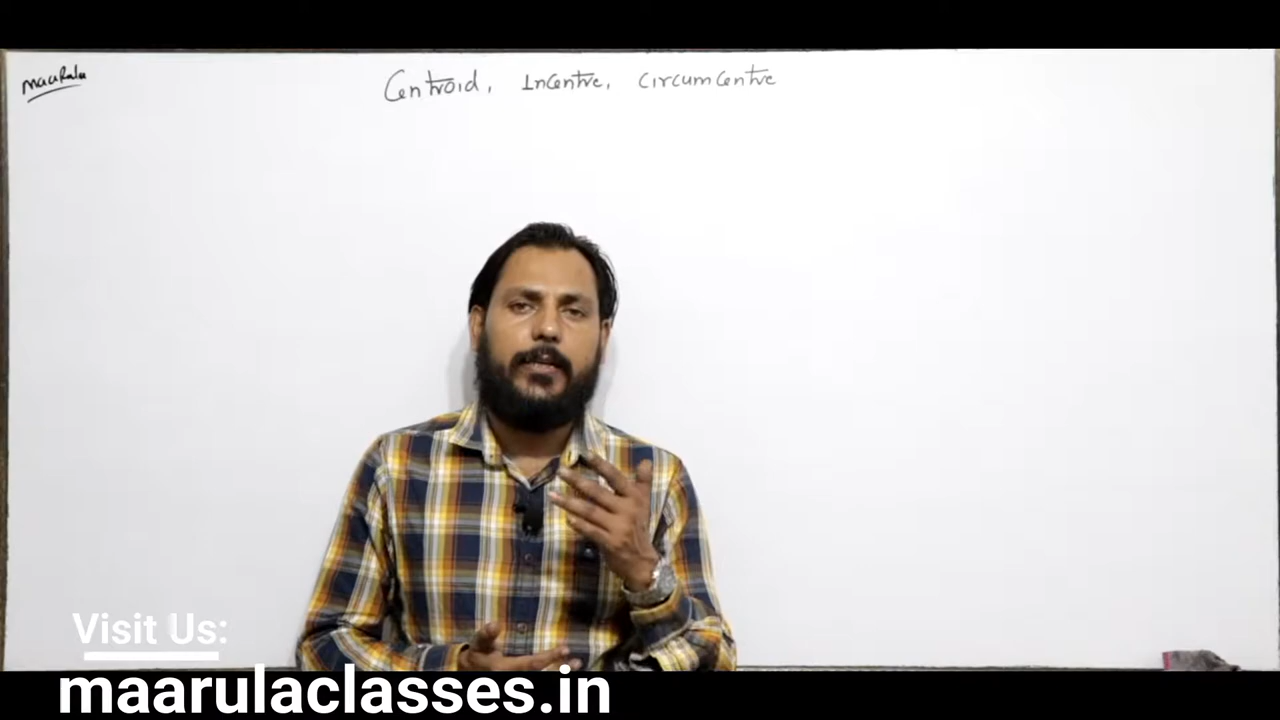 maarula
Centroid, Incentre, circumcentre
Visit Us:
maarulaclasses.in